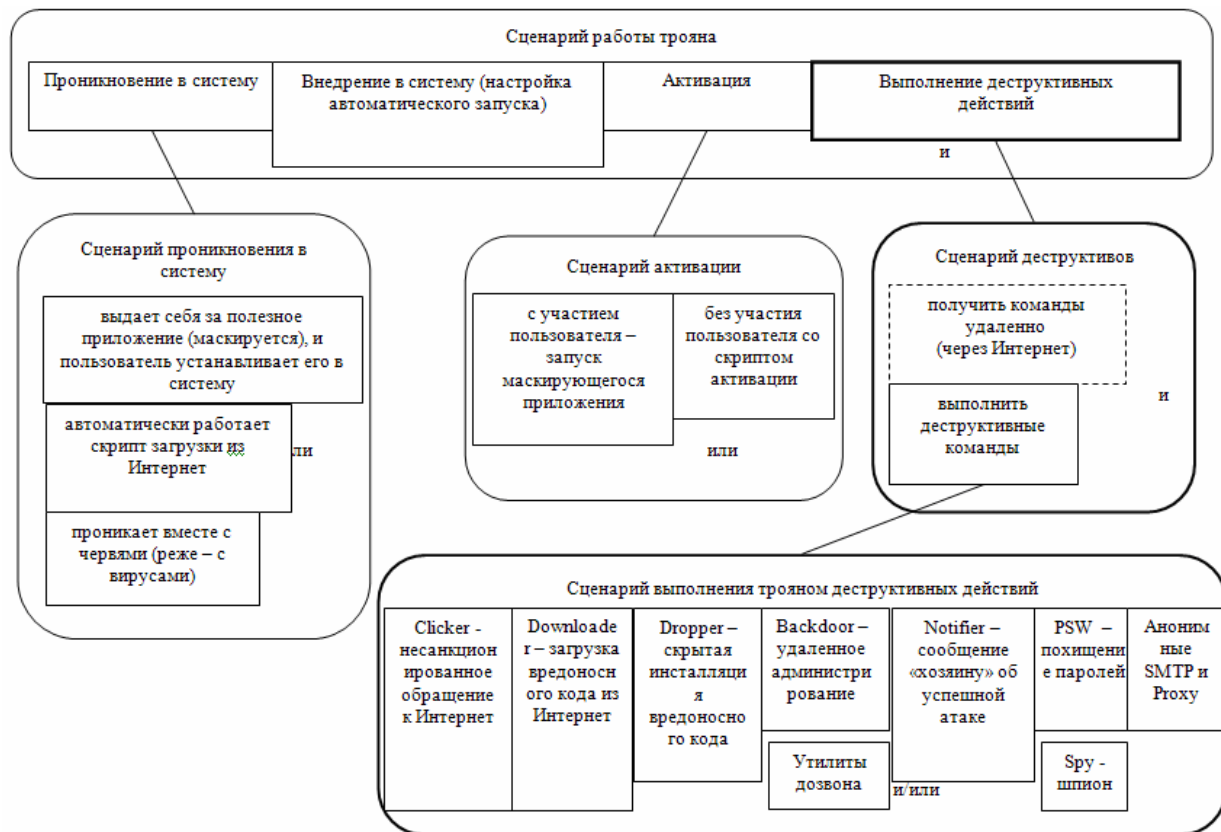 Сценарий работы трояна
Проникновение в систему
Внедрение в систему (настройка
автоматического запуска)
Активация
Выполнение деструктивных
действий
и
Сценарий проникновения в
систему
выдает себя за полезное
приложение (маскируется), и
пользователь устанавливает его в
систему
автоматически работает
скрипт загрузки из
Интернет
ли
проникает вместе с
червями (реже – с
вирусами)
Сценарий активации
с участием
пользователя –
запуск
маскирующегося
приложения
без участия
пользователя со
скриптом
активации
или
Сценарий деструктивов
получить команды
удаленно
(через Интернет)
и
выполнить
деструктивные
команды
Сценарий выполнения трояном деструктивных действий
Clicker -
несанкцион
ированное
обращение
к Интернет
Downloade
r – загрузка
вредоносн
ого кода из
Интернет
Dropper –
скрытая
инсталляци
я
вредоносно
го кода
Backdoor –
удаленное
администри
рование
Утилиты
дозвона
Notifier –
сообщение
«хозяину» об
успешной
атаке
и/или
PSW –
похищени
е паролей
Spy -
шпион
Аноним
ные
SMTP и
Proxy